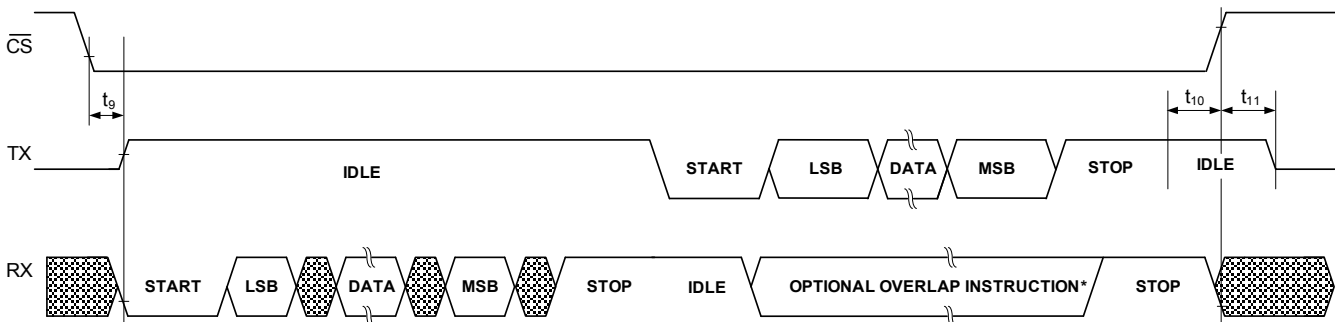 CS
t9
t10
t11
TX
IDLE
START
LSB
DATA
MSB
STOP
IDLE
RX
START
LSB
DATA
MSB
STOP
IDLE
OPTIONAL OVERLAP INSTRUCTION*
STOP